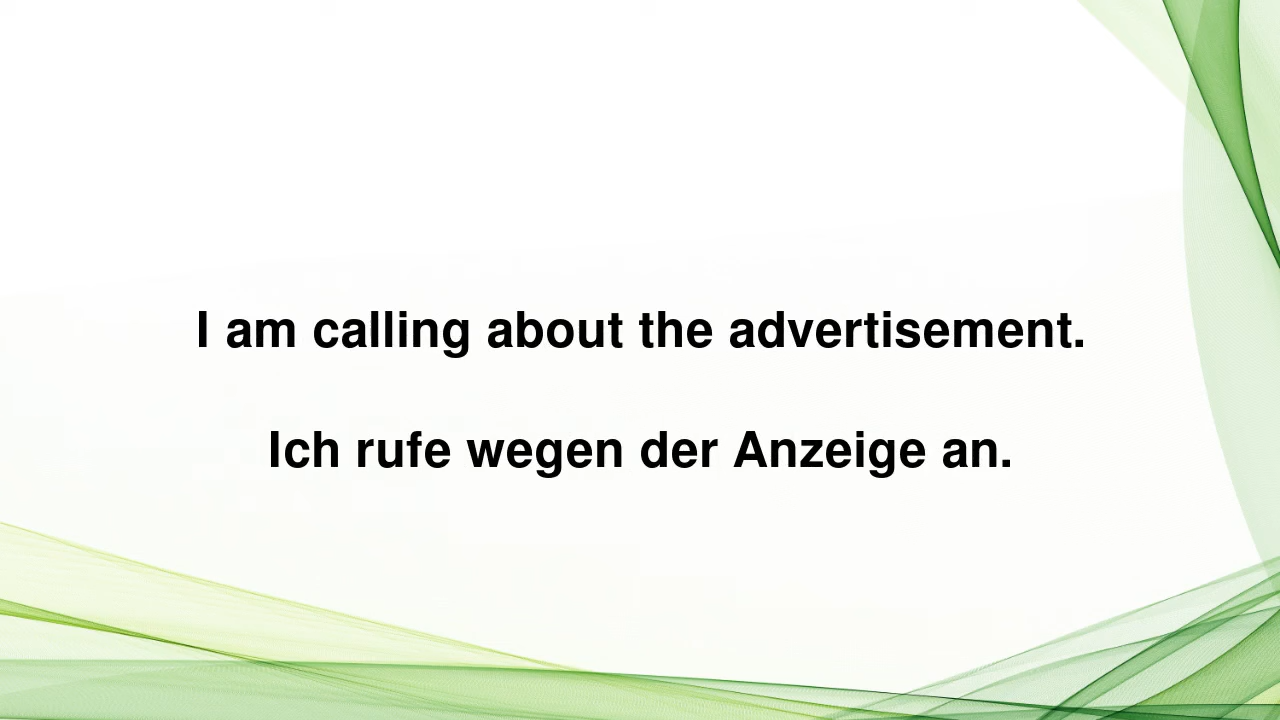 I am calling about the advertisement.
Ich rufe wegen der Anzeige an.